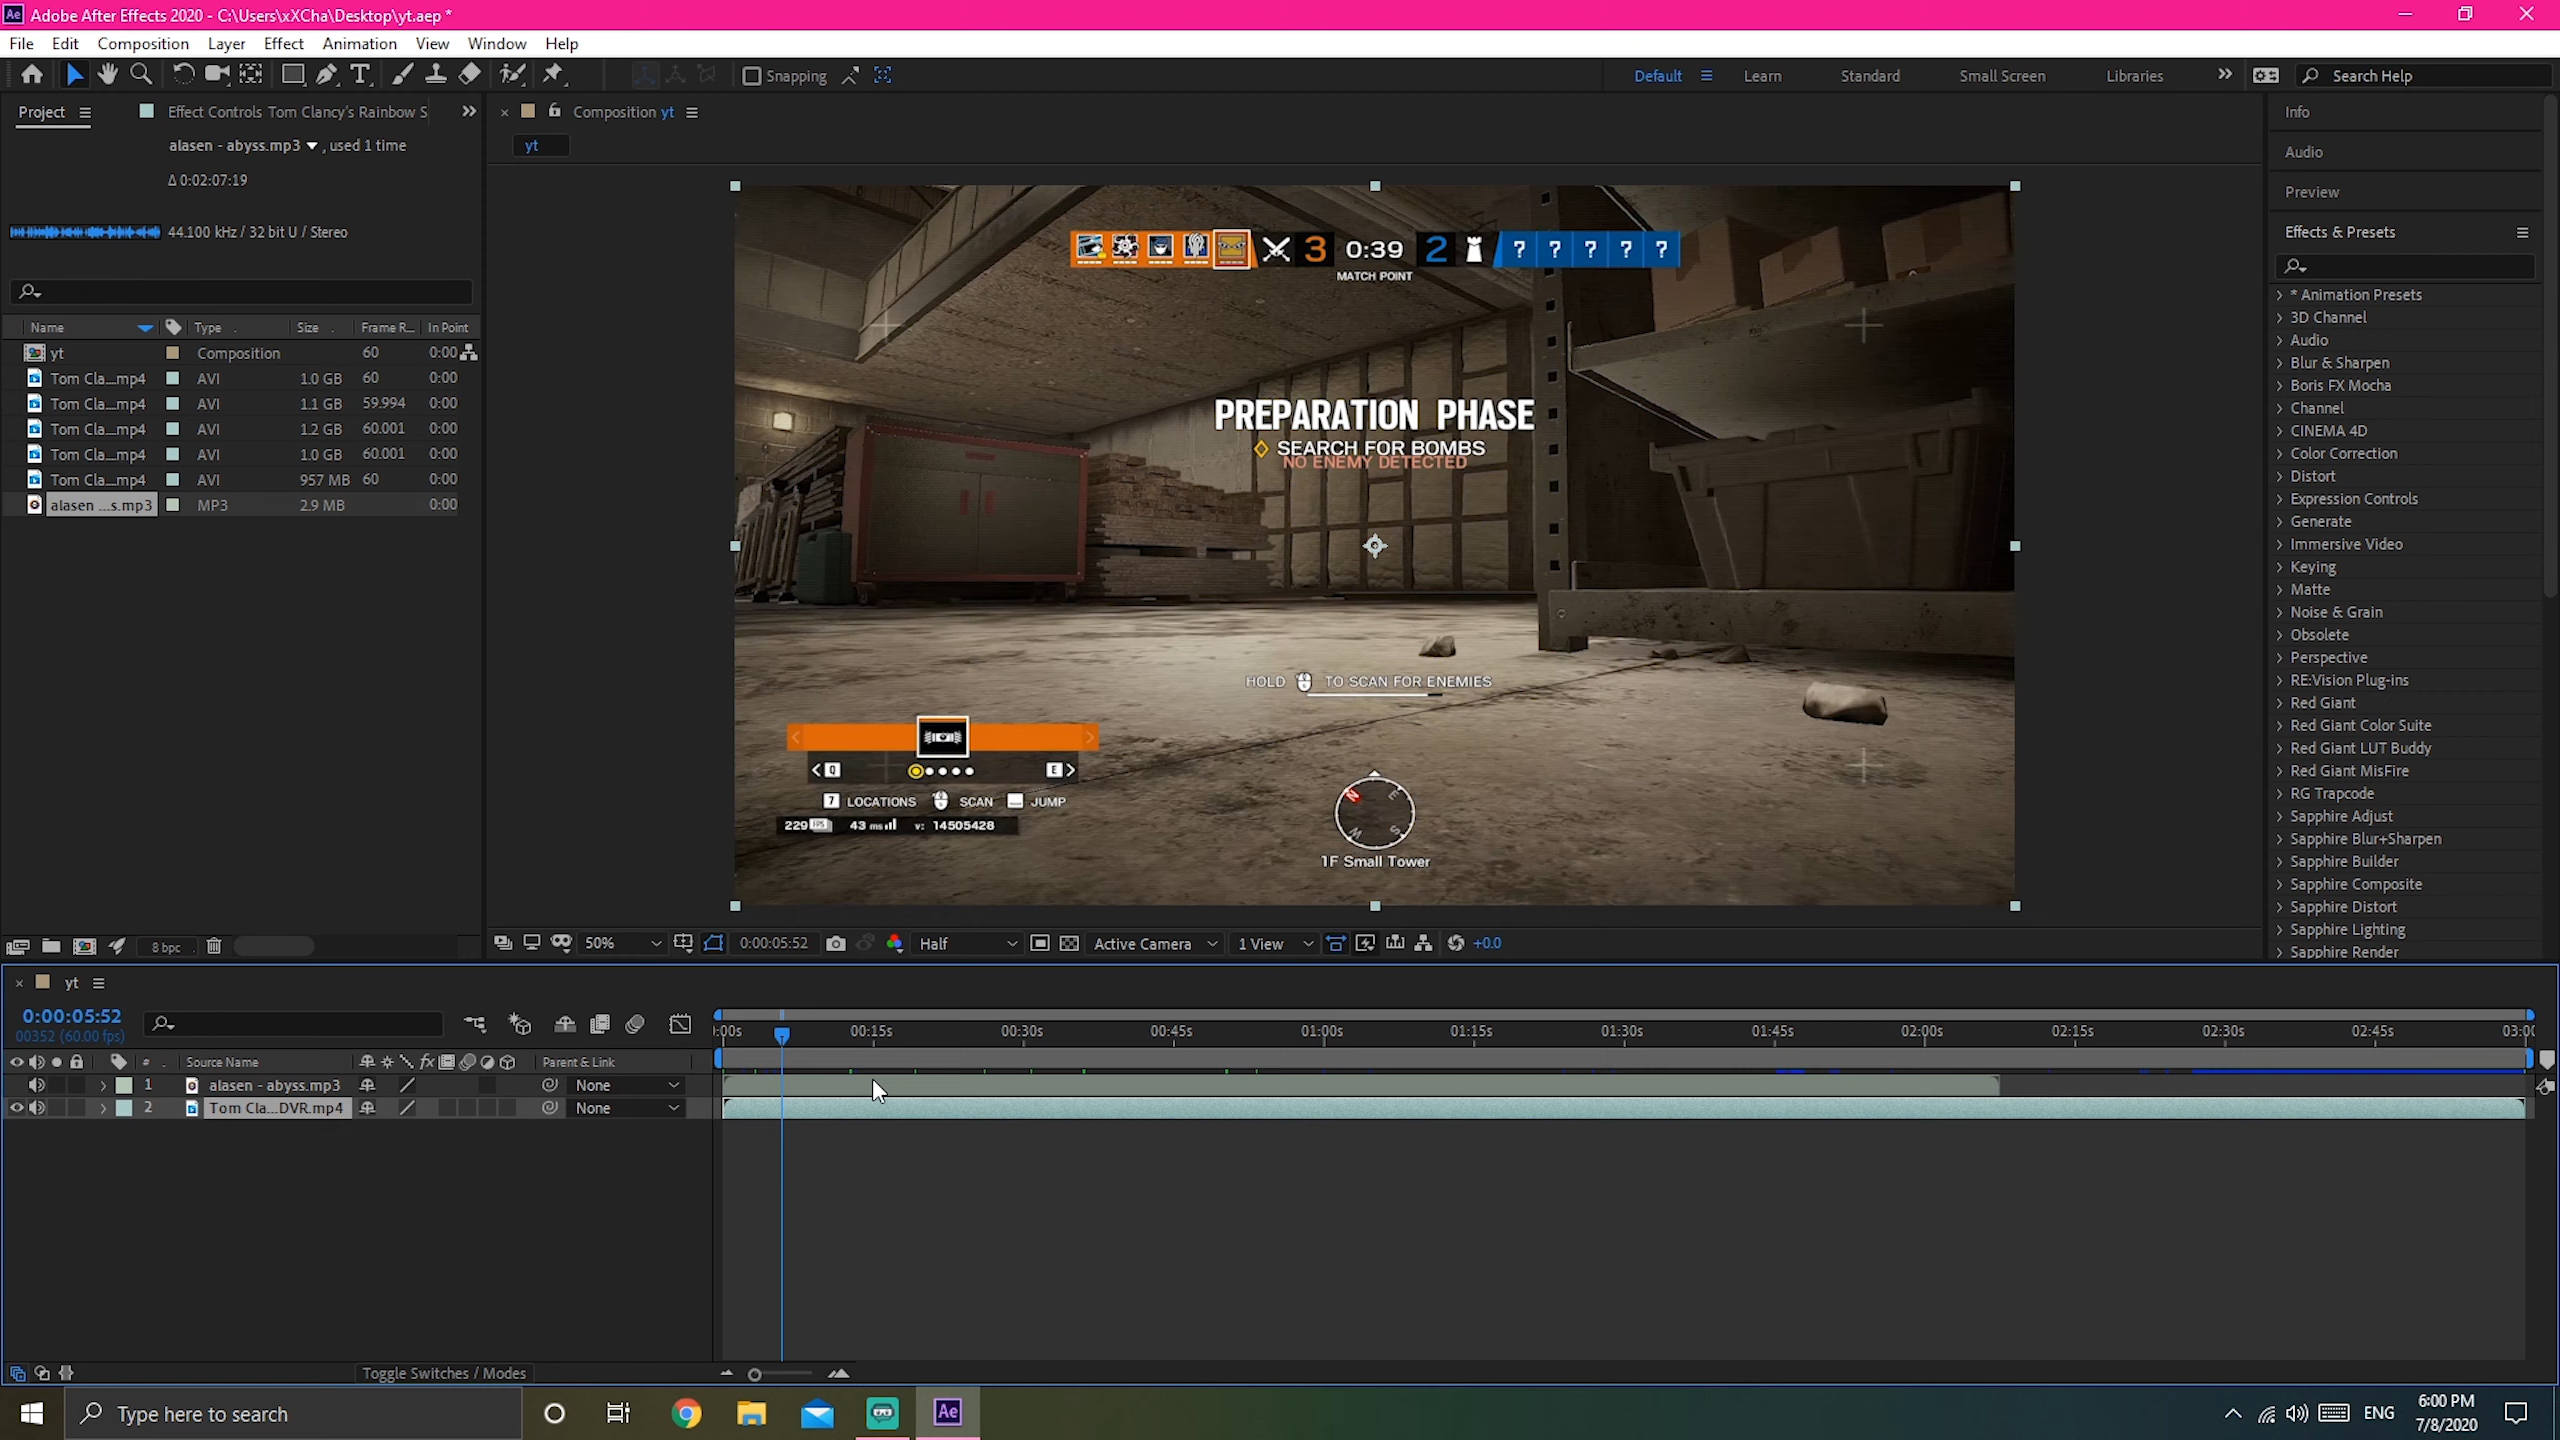 Ae Adobe After Effects 2020 - C:\Users\xXCha\Desktop\yt.aep *
File Edit Composition Layer Effect Animation View Window Help
Snapping Default Learn Standard Small Screen Libraries Search Help
Project Effect Controls Tom Clancy's Rainbow S
Composition yt
Info
alasen - abyss.mp3 , used 1 time
yt
Audio
Δ 0:02:07:19
Preview
44.100 kHz / 32 bit U / Stereo
Effects & Presets
Name Type Size Frame R... In Point
yt Composition 60 0:00
Tom Cla...mp4 AVI 1.0 GB 60 0:00
Tom Cla...mp4 AVI 1.1 GB 59.994 0:00
Tom Cla...mp4 AVI 1.2 GB 60.001 0:00
Tom Cla...mp4 AVI 1.0 GB 60.001 0:00
Tom Cla...mp4 AVI 957 MB 60 0:00
alasen ...s.mp3 MP3 2.9 MB 0:00
3 0:39 2 ? ? ? ? ?
MATCH POINT
PREPARATION PHASE
SEARCH FOR BOMBS
NO ENEMY DETECTED
HOLD TO SCAN FOR ENEMIES
Q E
7 LOCATIONS SCAN JUMP
229 FPS 43 ms v: 14505428
N E S W
1F Small Tower
* Animation Presets
3D Channel
Audio
Blur & Sharpen
Boris FX Mocha
Channel
CINEMA 4D
Color Correction
Distort
Expression Controls
Generate
Immersive Video
Keying
Matte
Noise & Grain
Obsolete
Perspective
RE:Vision Plug-ins
Red Giant
Red Giant Color Suite
Red Giant LUT Buddy
Red Giant MisFire
RG Trapcode
Sapphire Adjust
Sapphire Blur+Sharpen
Sapphire Builder
Sapphire Composite
Sapphire Distort
Sapphire Lighting
Sapphire Render
8 bpc
50% 0:00:05:52 Half Active Camera 1 View +0.0
yt
0:00:05:52
00352 (60.00 fps)
:00s 00:15s 00:30s 00:45s 01:00s 01:15s 01:30s 01:45s 02:00s 02:15s 02:30s 02:45s 03:00
# Source Name fx Parent & Link
1 alasen - abyss.mp3 None
2 Tom Cla...DVR.mp4 None
Toggle Switches / Modes
Type here to search
Ae
ENG
6:00 PM
7/8/2020